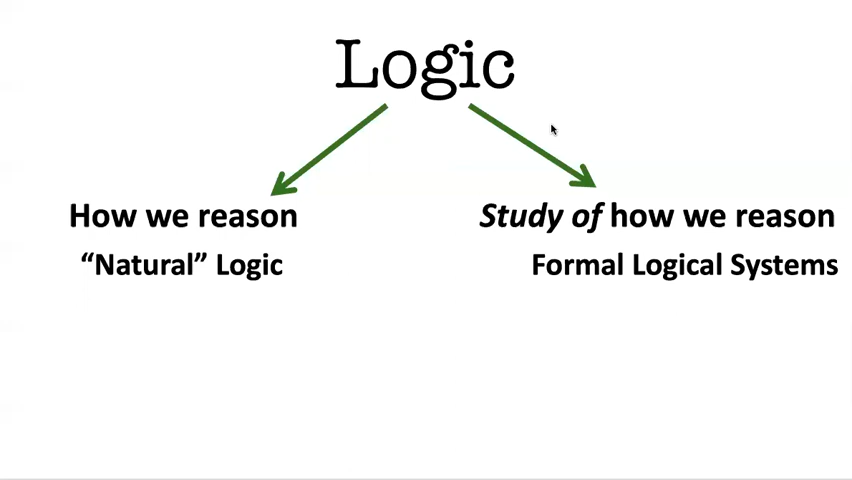 Logic
How we reason
Study of how we reason
“Natural” Logic
Formal Logical Systems